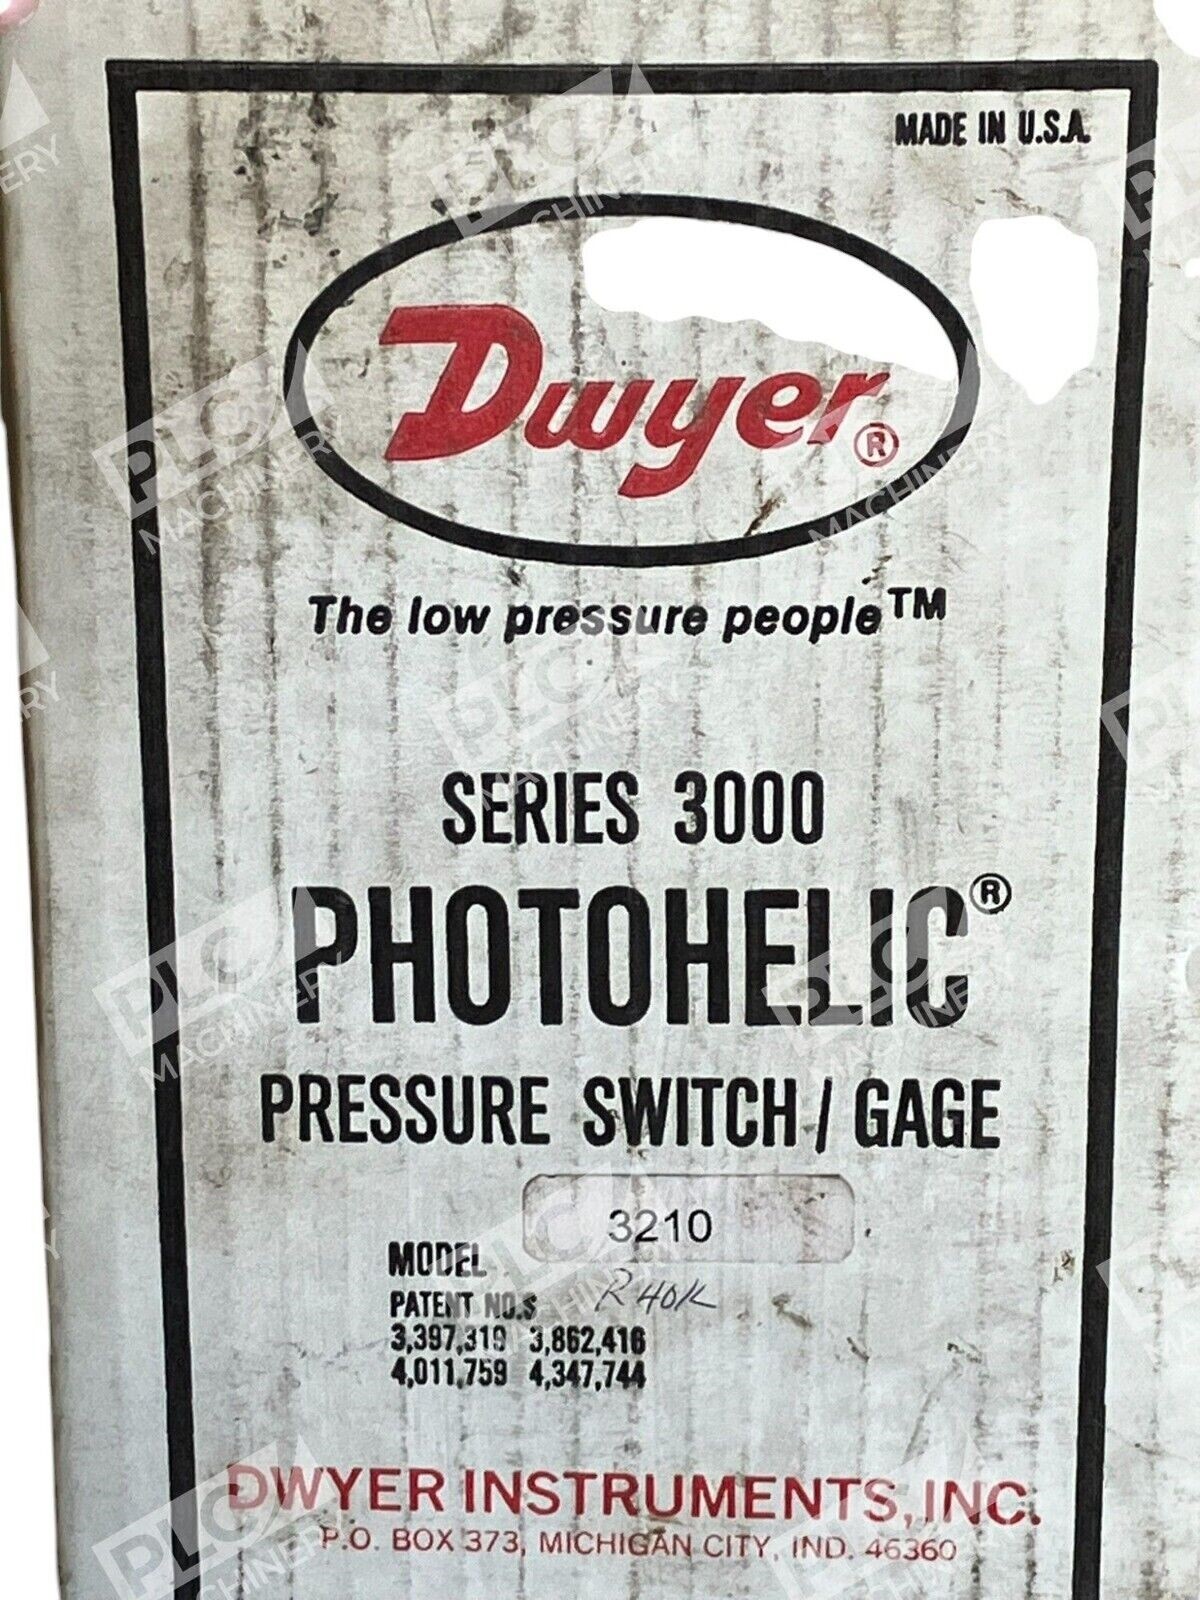 MADE IN U.S.A.
Dwyer®
The low pressure people™
SERIES 3000
PHOTOHELIC®
PRESSURE SWITCH / GAGE
3210
MODEL
R40K
PATENT NO.S
3,397,319 3,862,416
4,011,759 4,347,744
DWYER INSTRUMENTS, INC.
P.O. BOX 373, MICHIGAN CITY, IND. 46360
PLC MACHINERY